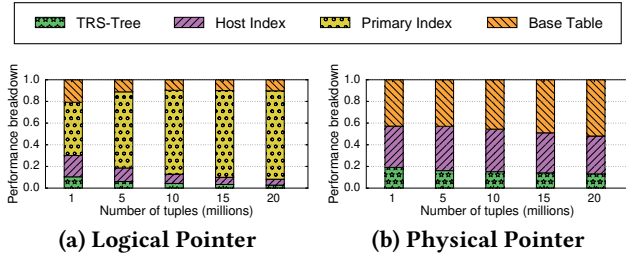 TRS-Tree Host Index Primary Index Base Table
Performance breakdown
1.0
0.8
0.6
0.4
0.2
0.0
1 5 10 15 20
Number of tuples (millions)
(a) Logical Pointer
Performance breakdown
1.0
0.8
0.6
0.4
0.2
0.0
1 5 10 15 20
Number of tuples (millions)
(b) Physical Pointer